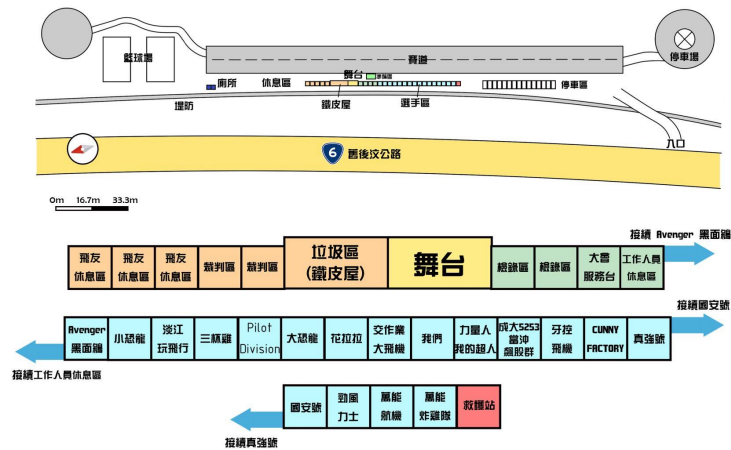 籃球場
賽道
停車場
舞台
廁所
休息區
停車區
堤防
鐵皮屋
選手區
入口
6
舊後汶公路
0m 16.7m 33.3m
接續 Avenger 黑面鴉
飛友
休息區
飛友
休息區
飛友
休息區
裁判區
裁判區
垃圾區
(鐵皮屋)
舞台
檢錄區
檢錄區
大會
服務台
工作人員
休息區
接續國安號
Avenger
黑面鴉
小恐龍
淡江
玩飛行
三杯雞
Pilot
Division
大恐龍
花拉拉
交作業
大飛機
我們
力量人
我的超人
成大5253
當沖
飆股群
牙控
飛機
CUNNY
FACTORY
真強號
接續工作人員休息區
國安號
勁風
力士
萬能
航機
萬能
炸雞隊
救護站
接續真強號